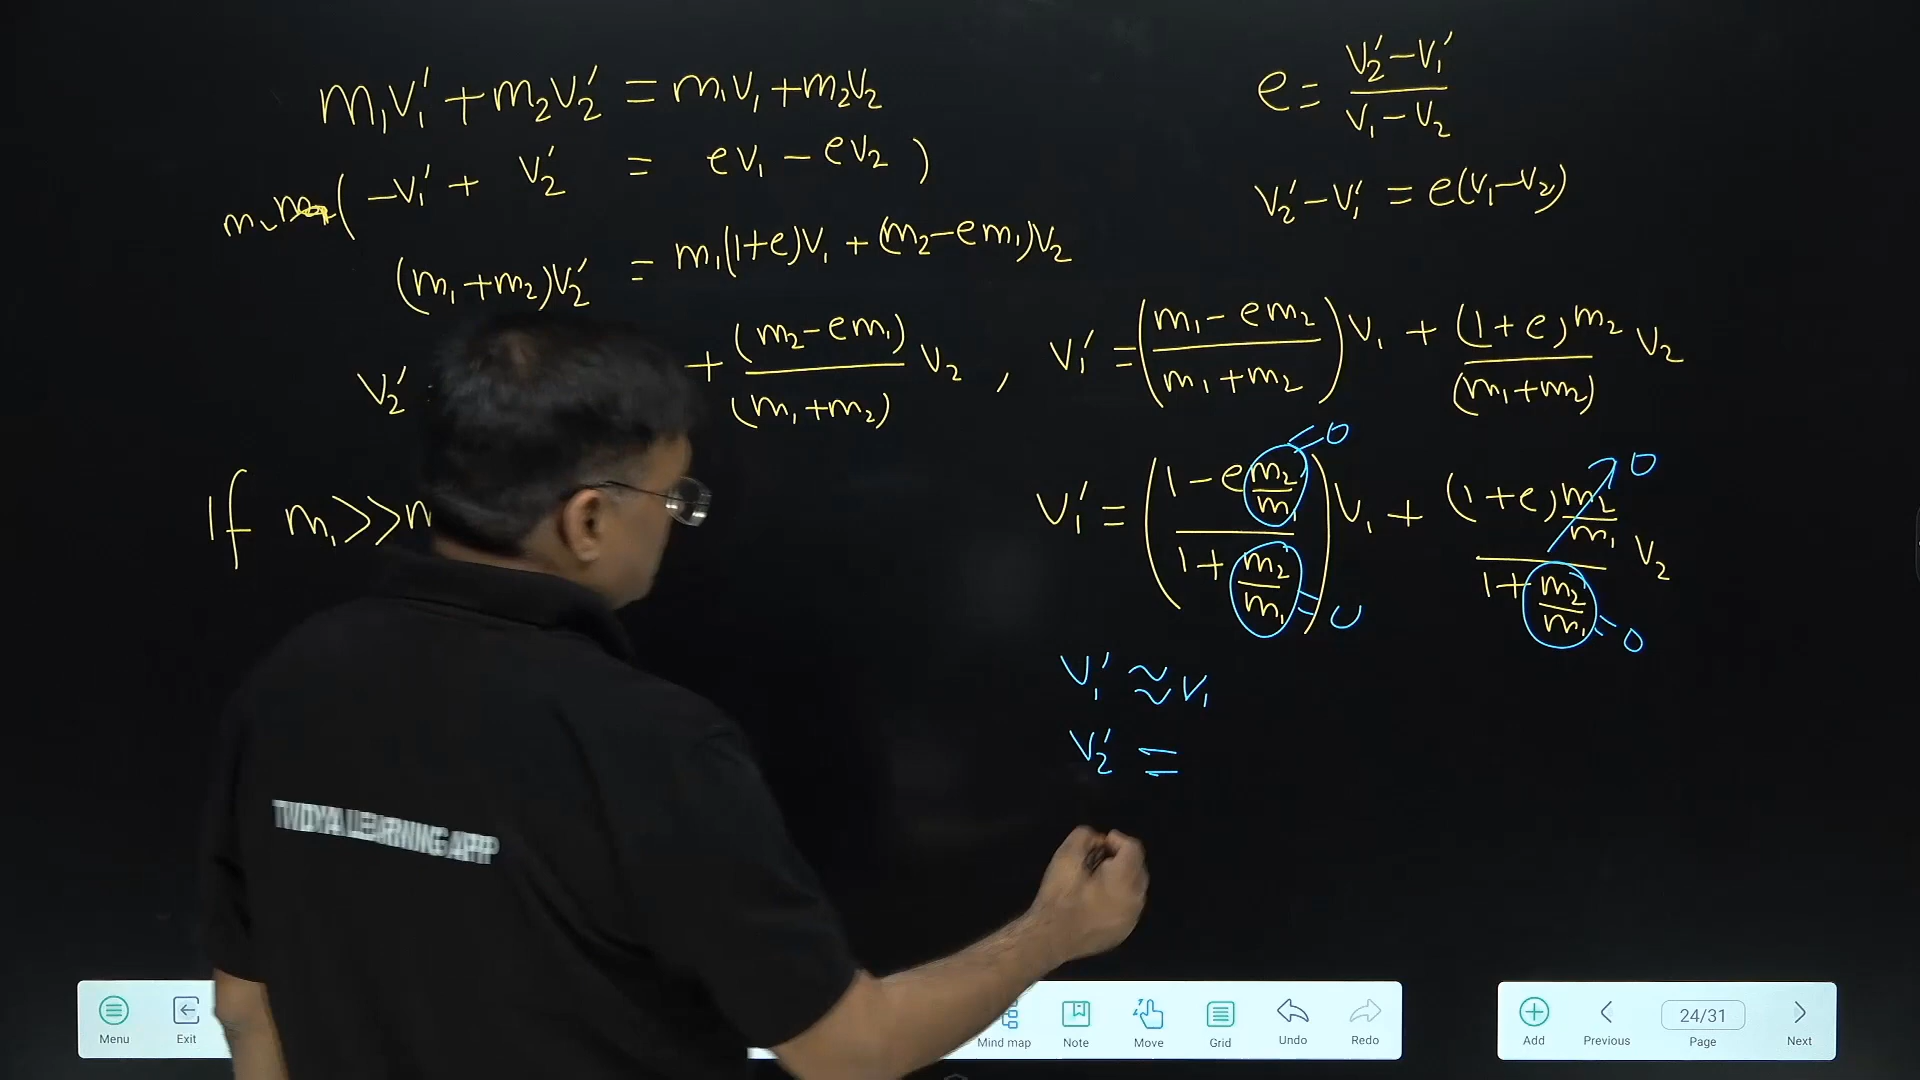 m₁v₁′ + m₂v₂′ = m₁v₁ + m₂v₂
(−v₁′ + v₂′ = ev₁ − ev₂)
(m₁+m₂)v₂′ = m₁(1+e)v₁ + (m₂−em₁)v₂
v₂′ + (m₂−em₁)/(m₁+m₂) v₂ ,
If m₁>>
e = (v₂′−v₁′)/(v₁−v₂)
v₂′−v₁′ = e(v₁−v₂)
v₁′ = ((m₁−em₂)/(m₁+m₂))v₁ + (1+e)m₂/(m₁+m₂) v₂
v₁′ = ((1−e m₂/m₁)/(1+m₂/m₁))v₁ + ((1+e)m₂/m₁)/(1+m₂/m₁) v₂
=0 0
=0 =0
v₁′ ≈ v₁
v₂′ =
TVIDYA LEARNING APP
Menu Exit Mind map Note Move Grid Undo Redo
24/31
Add Previous Page Next